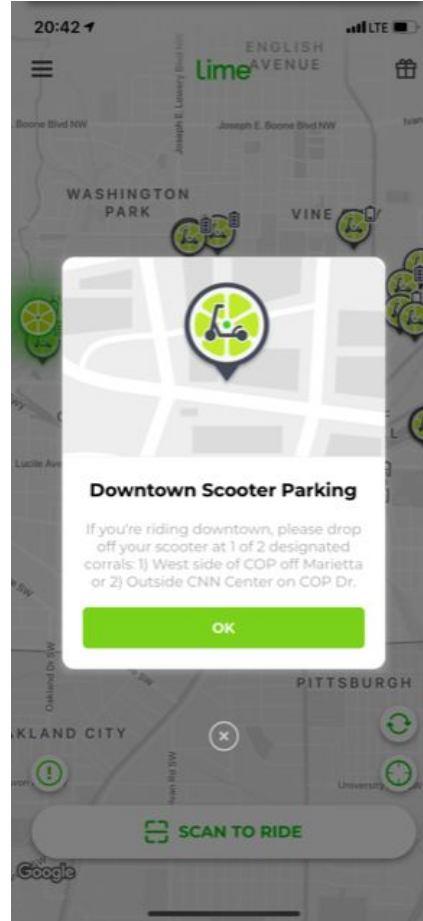 20:42
LTE
ENGLISH
AVENUE
Lime
Joseph E. Lowery Blvd NW
Boone Blvd NW
Joseph E. Boone Blvd NW
WASHINGTON
PARK
VINE
Downtown Scooter Parking
If you're riding downtown, please drop
off your scooter at 1 of 2 designated
corrals: 1) West side of COP off Marietta
or 2) Outside CNN Center on COP Dr.
OK
Lucile Ave
Oakland Dr SW
PITTSBURGH
KLAND CITY
SCAN TO RIDE
Google